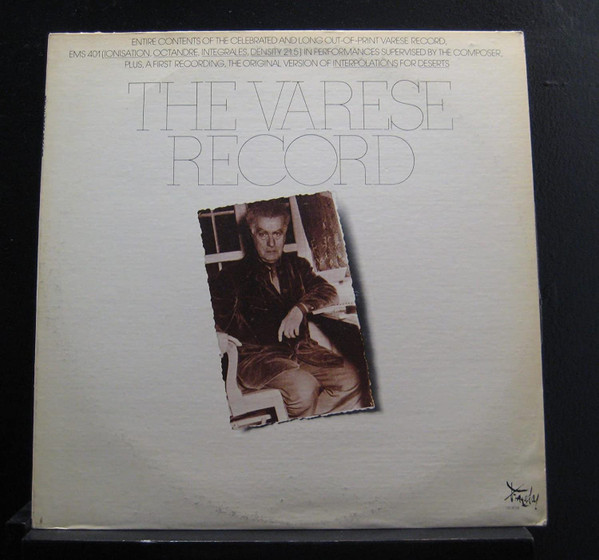 ENTIRE CONTENTS OF THE CELEBRATED AND LONG OUT-OF-PRINT VARESE RECORD,
EMS 401 (IONISATION, OCTANDRE, INTEGRALES, DENSITY 21.5) IN PERFORMANCES SUPERVISED BY THE COMPOSER,
PLUS, A FIRST RECORDING, THE ORIGINAL VERSION OF INTERPOLATIONS FOR DESERTS
THE VARESE
RECORD